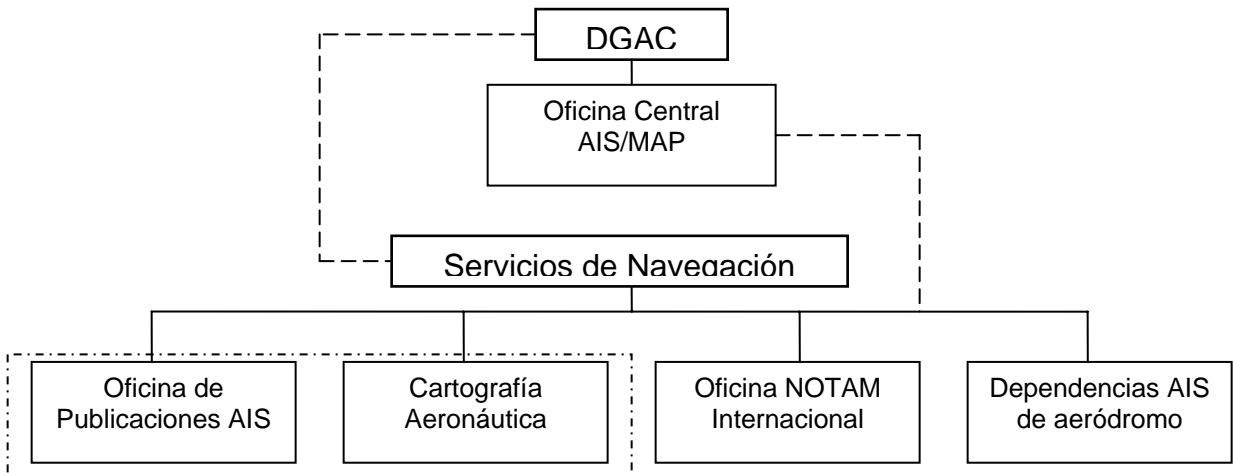 DGAC
Oficina Central
AIS/MAP
Servicios de Navegación
Oficina de
Publicaciones AIS
Cartografía
Aeronáutica
Oficina NOTAM
Internacional
Dependencias AIS
de aeródromo